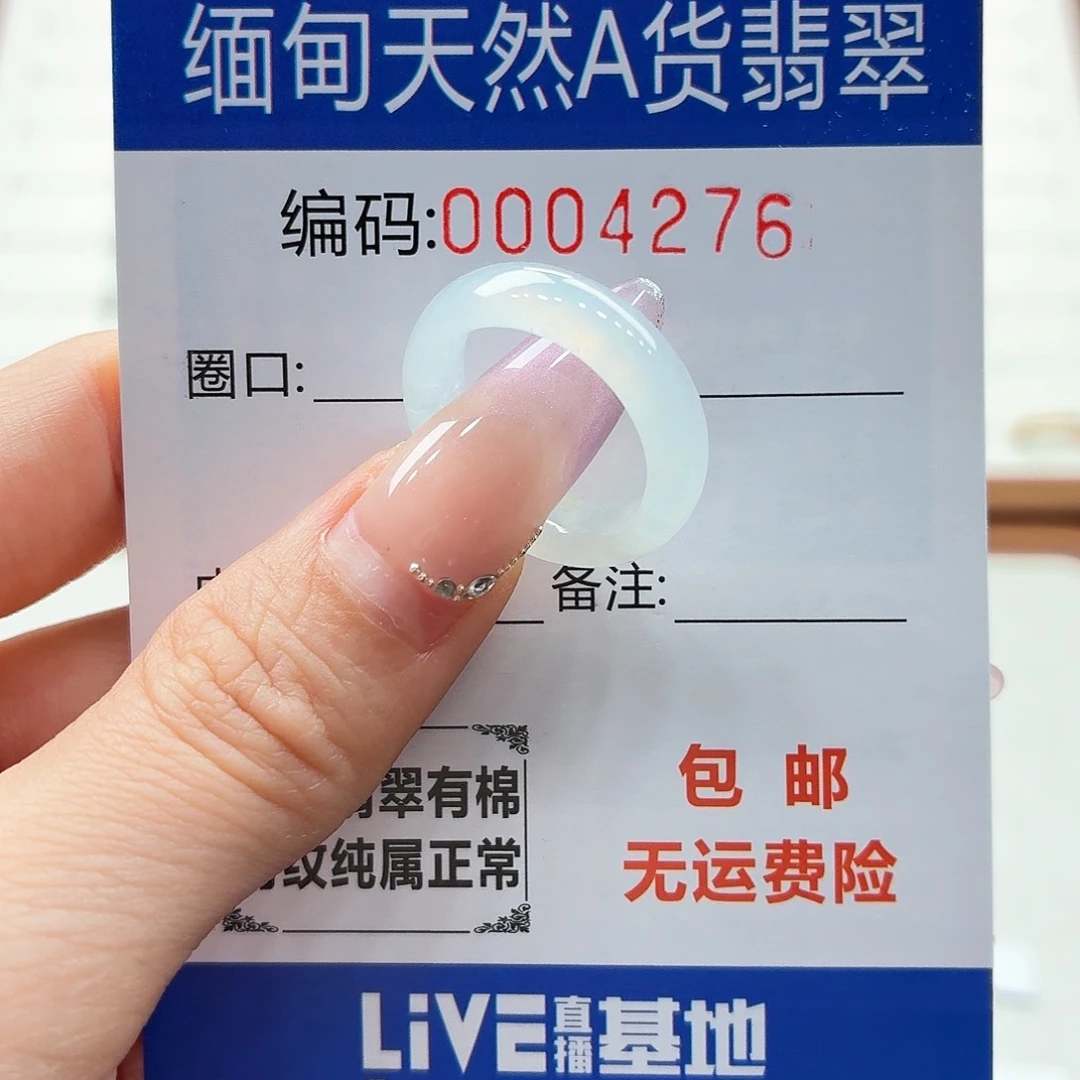 缅甸天然A货翡翠
编码:0004276
圈口:
备注:
翠有棉
纹纯属正常
包邮
无运费险
LiVE直播基地